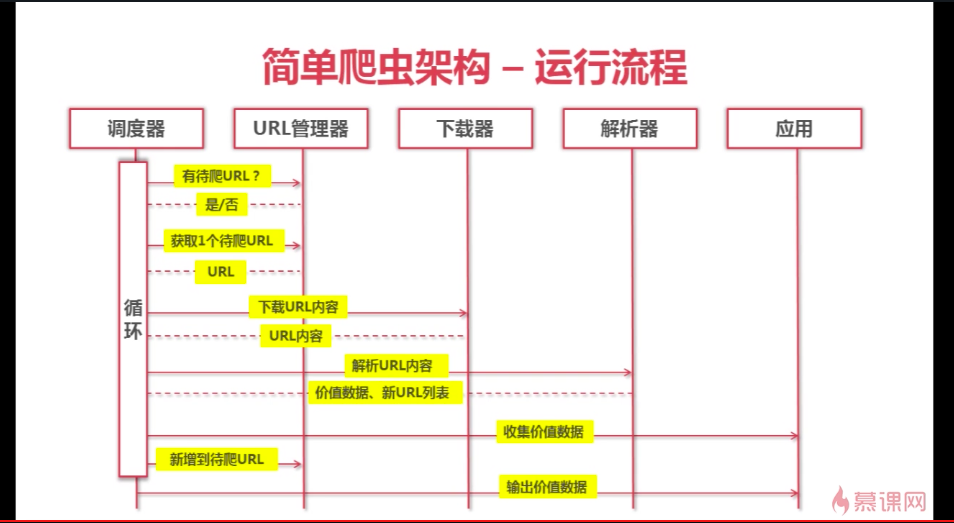 简单爬虫架构 – 运行流程
调度器
URL管理器
下载器
解析器
应用
有待爬URL？
是/否
获取1个待爬URL
URL
循
环
下载URL内容
URL内容
解析URL内容
价值数据、新URL列表
收集价值数据
新增到待爬URL
输出价值数据
慕课网